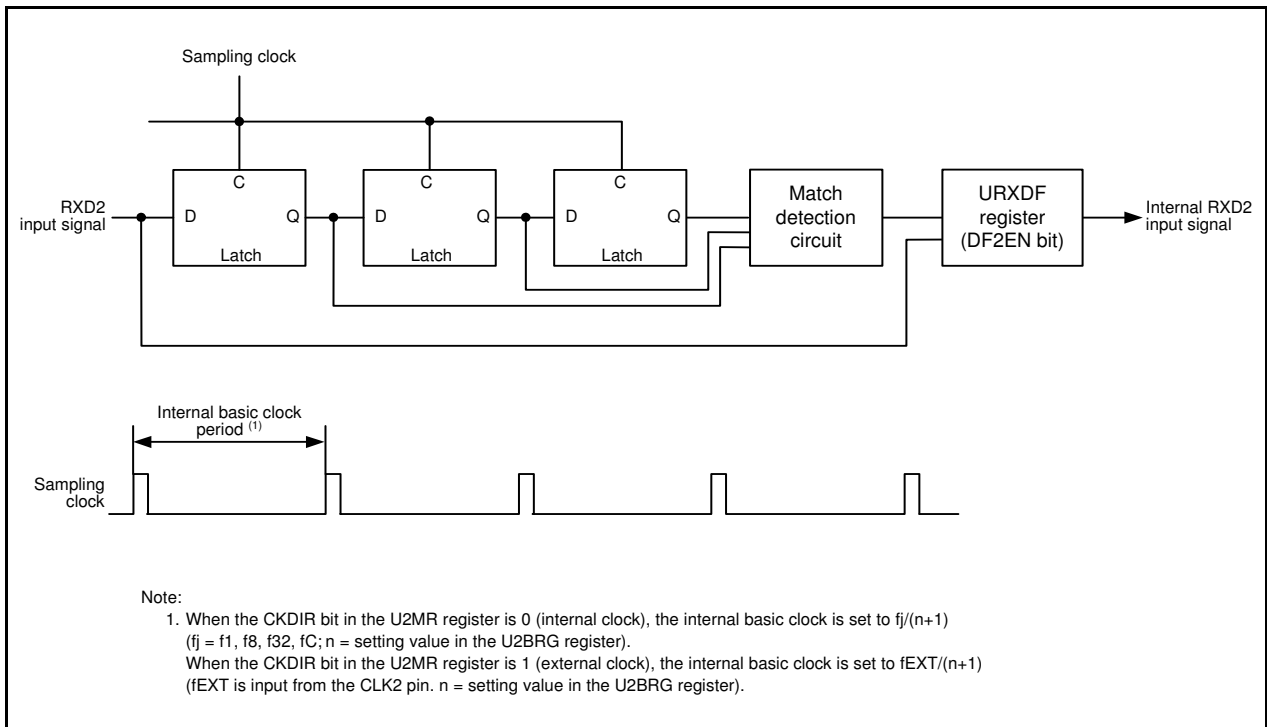 Sampling clock
C
C
C
RXD2
input signal
D
Q
D
Q
D
Q
Latch
Latch
Latch
Match
detection
circuit
URXDF
register
(DF2EN bit)
Internal RXD2
input signal
Internal basic clock
period (1)
Sampling
clock
Note:
1. When the CKDIR bit in the U2MR register is 0 (internal clock), the internal basic clock is set to fj/(n+1)
(fj = f1, f8, f32, fC; n = setting value in the U2BRG register).
When the CKDIR bit in the U2MR register is 1 (external clock), the internal basic clock is set to fEXT/(n+1)
(fEXT is input from the CLK2 pin. n = setting value in the U2BRG register).